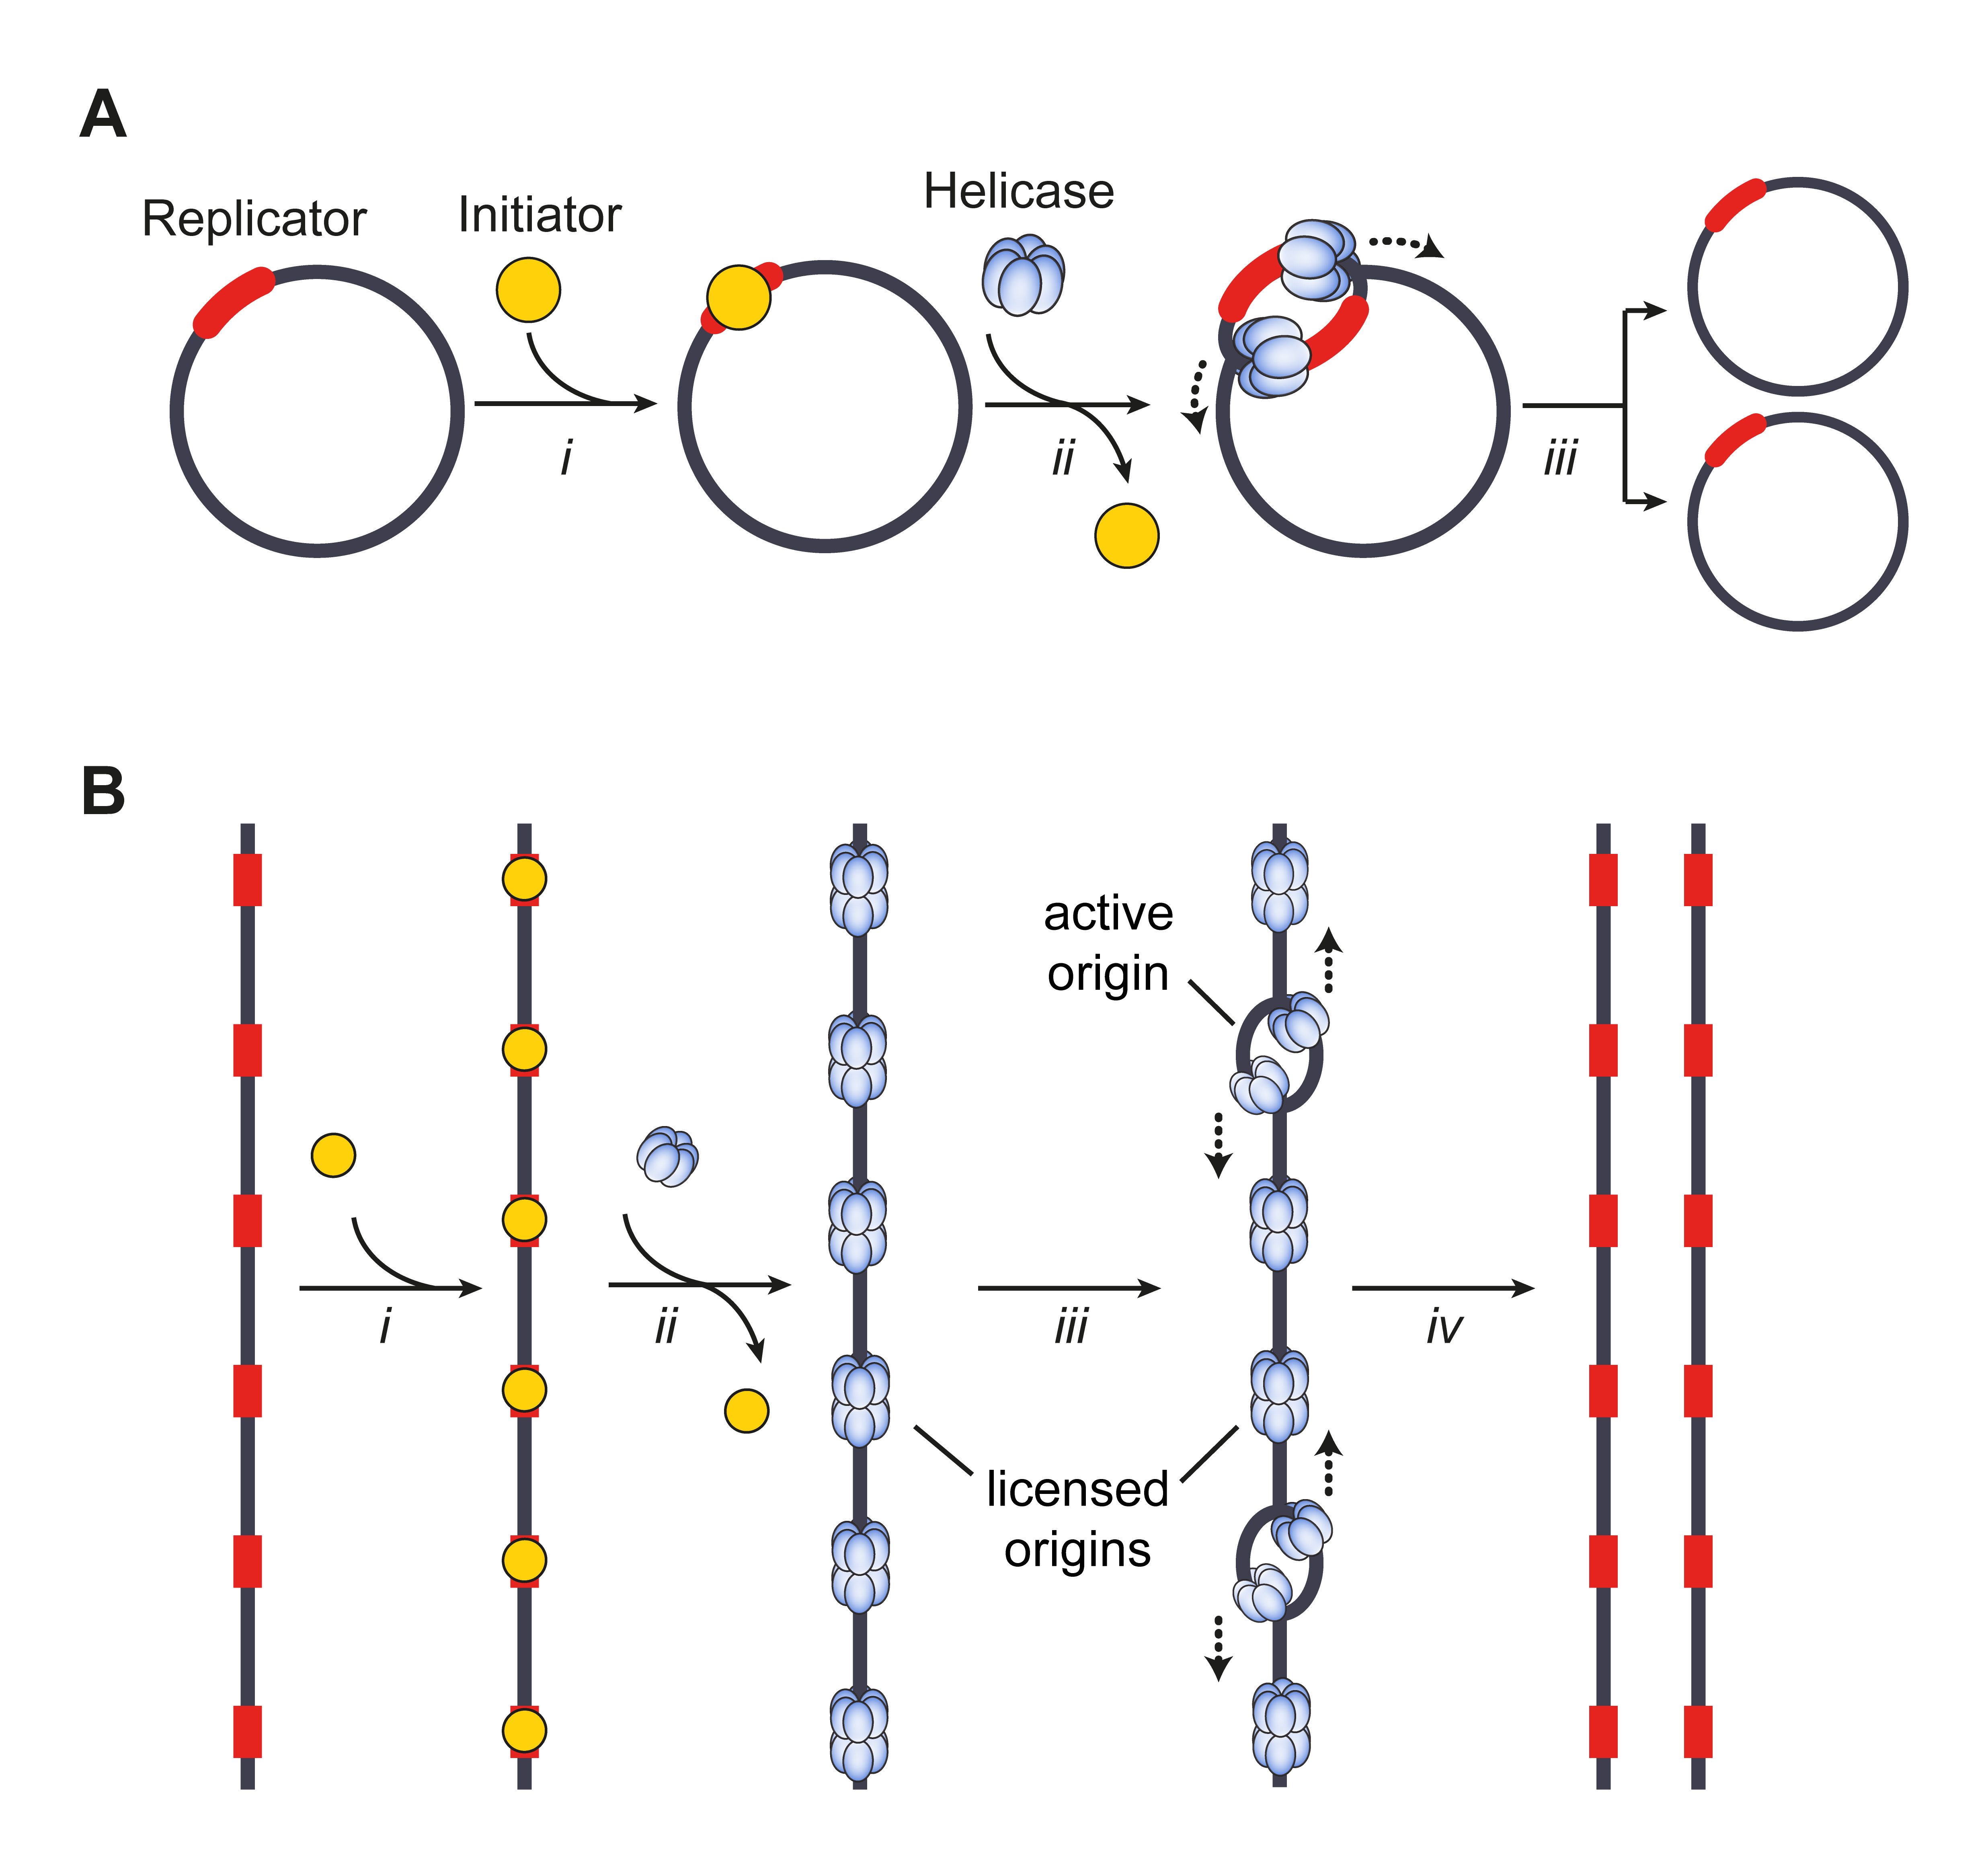 A
Replicator
Initiator
Helicase
i
ii
iii
B
active
origin
i
ii
iii
iv
licensed
origins